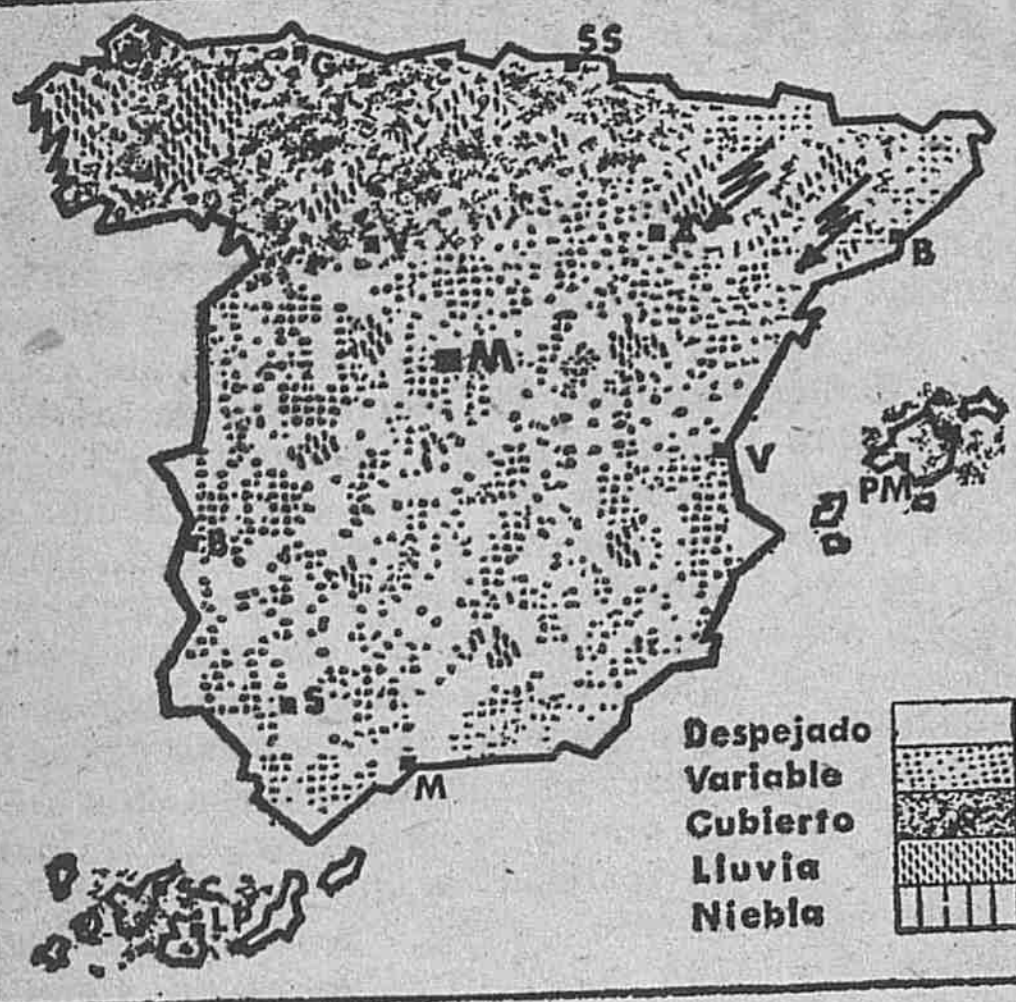 SS
G
V
Z
B
M
V
PM
B
S
M
LP
Despejado
Variable
Cubierto
Lluvia
Niebla